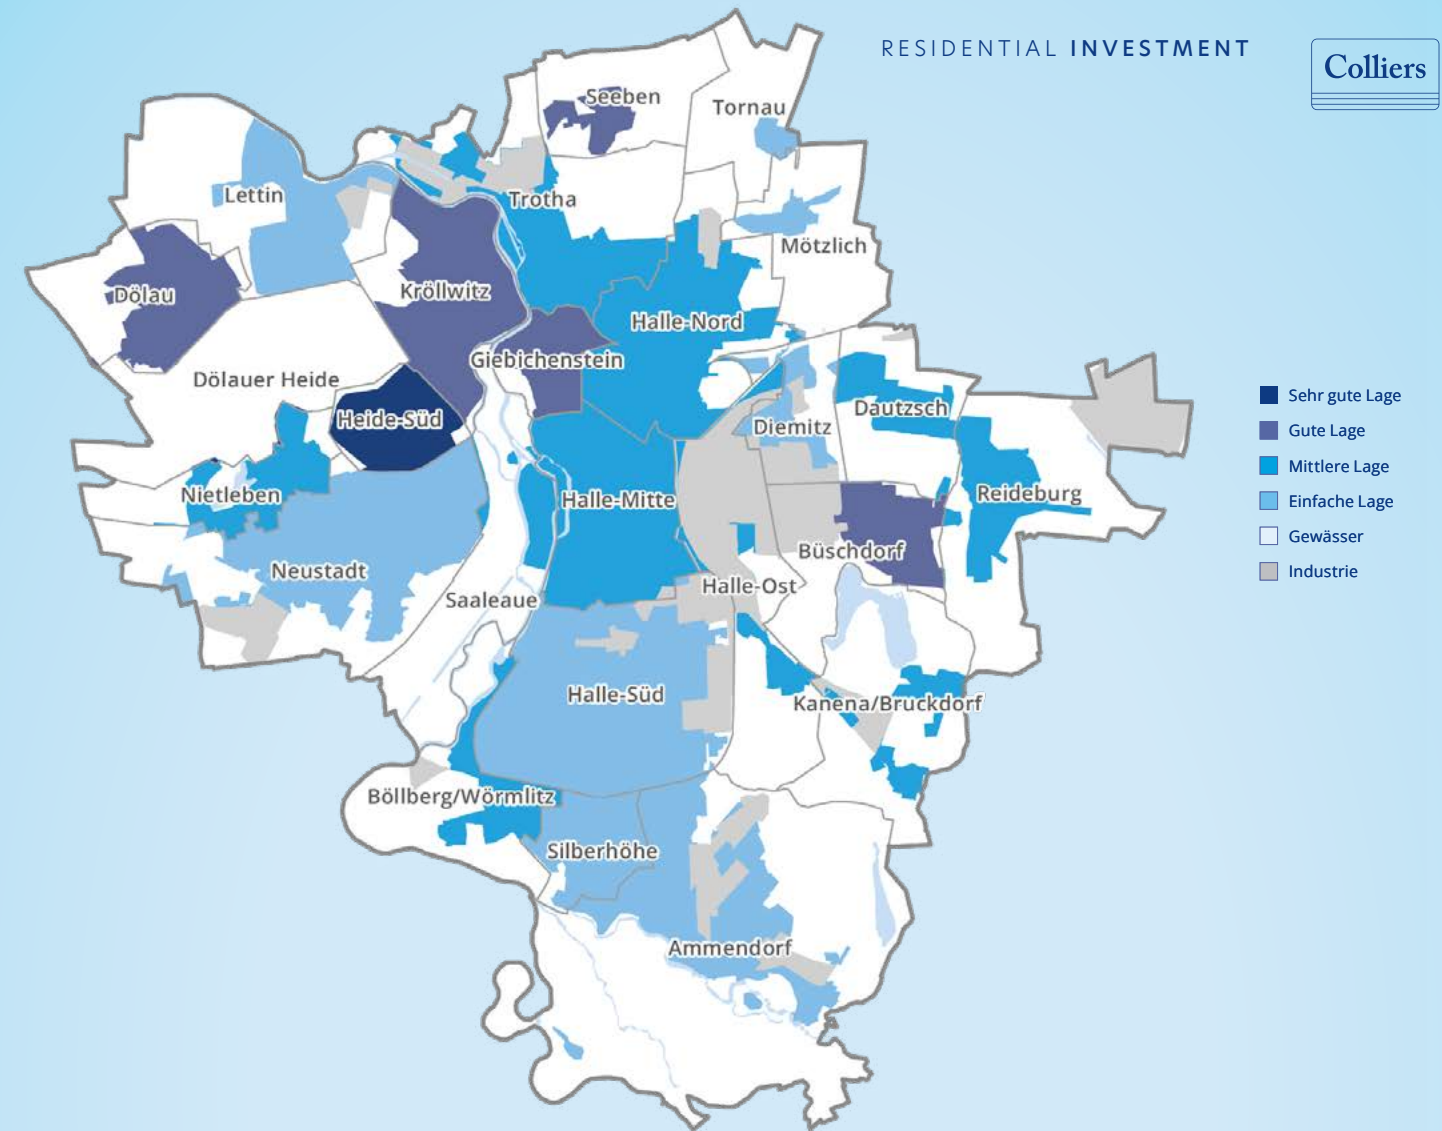 RESIDENTIAL INVESTMENT
Colliers
Seeben
Tornau
Lettin
Trotha
Mötzlich
Dölau
Kröllwitz
Halle-Nord
Giebichenstein
Dölauer Heide
Heide-Süd
Dautzsch
Diemitz
Nietleben
Halle-Mitte
Reideburg
Büschdorf
Neustadt
Halle-Ost
Saaleaue
Halle-Süd
Kanena/Bruckdorf
Böllberg/Wörmlitz
Silberhöhe
Ammendorf
Sehr gute Lage
Gute Lage
Mittlere Lage
Einfache Lage
Gewässer
Industrie